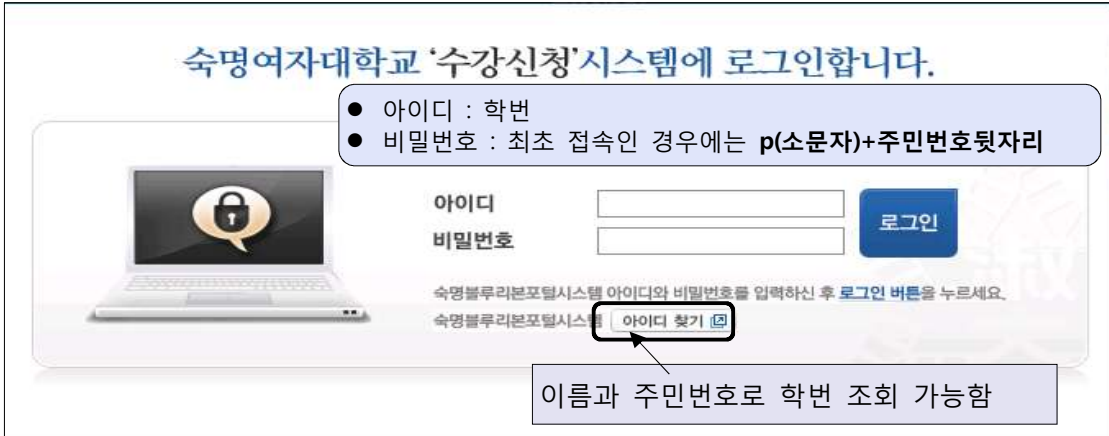 숙명여자대학교 '수강신청'시스템에 로그인합니다.
● 아이디 : 학번
● 비밀번호 : 최초 접속인 경우에는 p(소문자)+주민번호뒷자리
아이디
비밀번호
로그인
숙명블루리본포털시스템 아이디와 비밀번호를 입력하신 후 로그인 버튼을 누르세요.
숙명블루리본포털시스템 아이디 찾기
이름과 주민번호로 학번 조회 가능함